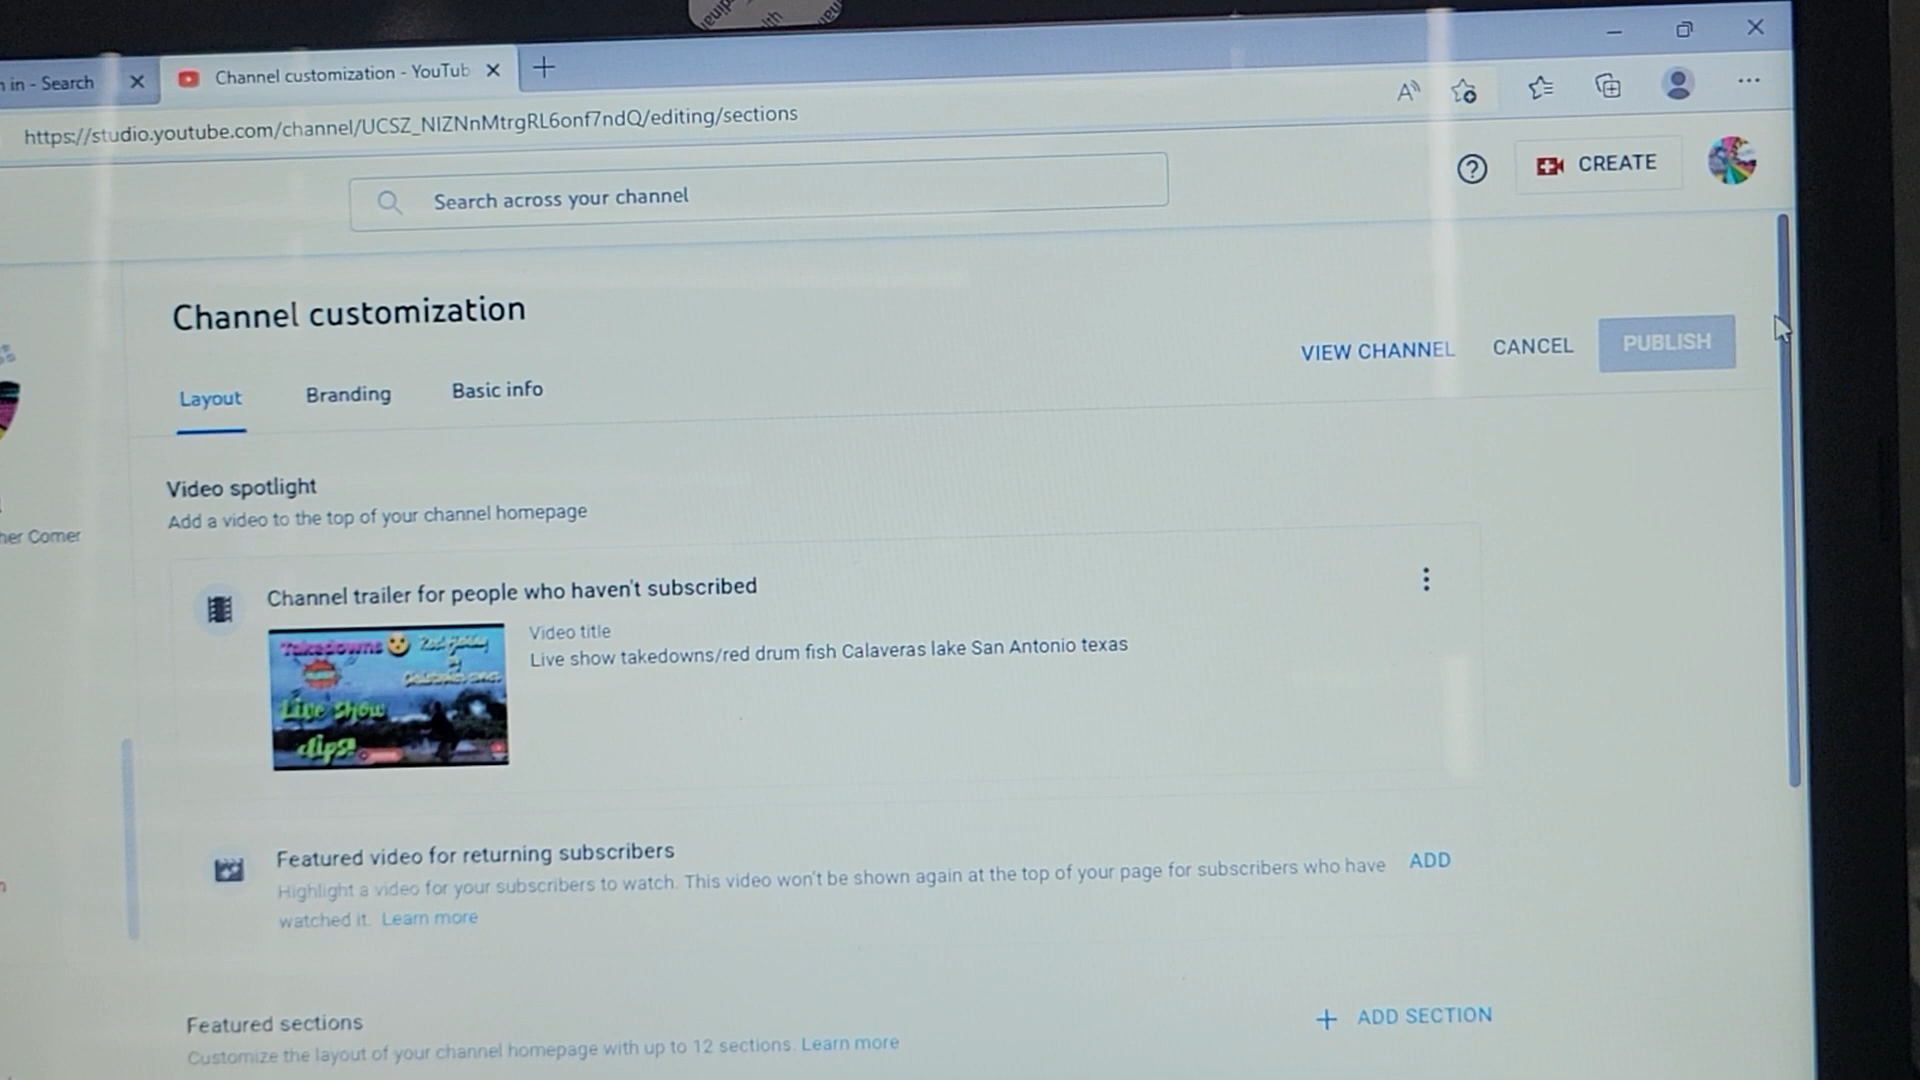 in - Search
Channel customization - YouTub
https://studio.youtube.com/channel/UCSZ_NIZNnMtrgRL6onf7ndQ/editing/sections
Search across your channel
CREATE
Channel customization
VIEW CHANNEL
CANCEL
PUBLISH
Layout
Branding
Basic info
Video spotlight
Add a video to the top of your channel homepage
her Corner
Channel trailer for people who haven't subscribed
Video title
Live show takedowns/red drum fish Calaveras lake San Antonio texas
Takedowns
Live Show
clips!
Featured video for returning subscribers
Highlight a video for your subscribers to watch. This video won't be shown again at the top of your page for subscribers who have
watched it. Learn more
ADD
Featured sections
Customize the layout of your channel homepage with up to 12 sections. Learn more
+ ADD SECTION